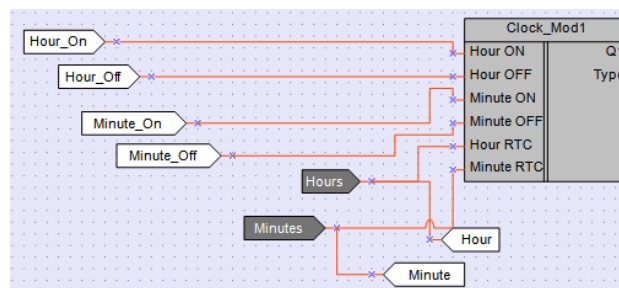 Clock_Mod1
Hour_On
Hour ON
Hour_Off
Hour OFF
Type
Minute ON
Minute_On
Minute OFF
Minute_Off
Hour RTC
Minute RTC
Hours
Minutes
Hour
Minute